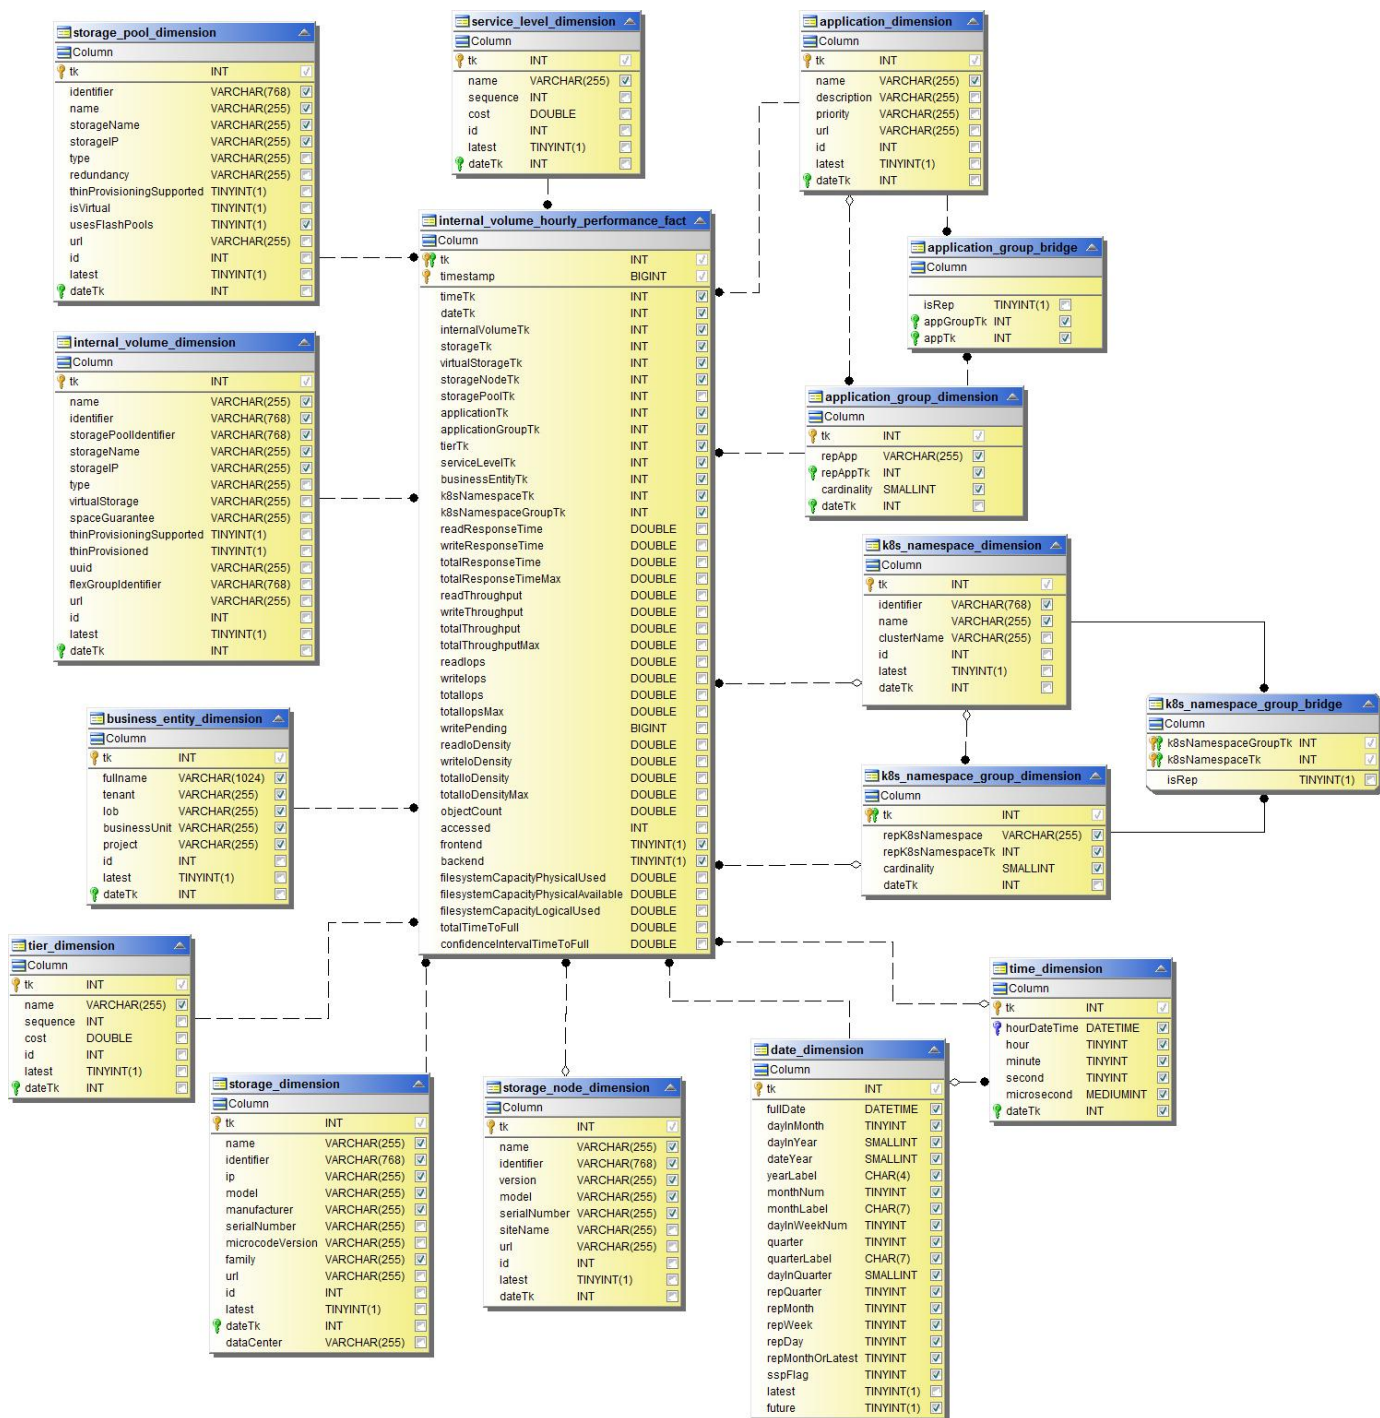 storage_pool_dimension
Column
tk INT
identifier VARCHAR(768)
name VARCHAR(255)
storageName VARCHAR(255)
storageIP VARCHAR(255)
type VARCHAR(255)
redundancy VARCHAR(255)
thinProvisioningSupported TINYINT(1)
isVirtual TINYINT(1)
usesFlashPools TINYINT(1)
url VARCHAR(255)
id INT
latest TINYINT(1)
dateTk INT
service_level_dimension
Column
tk INT
name VARCHAR(255)
sequence INT
cost DOUBLE
id INT
latest TINYINT(1)
dateTk INT
application_dimension
Column
tk INT
name VARCHAR(255)
description VARCHAR(255)
priority VARCHAR(255)
url VARCHAR(255)
id INT
latest TINYINT(1)
dateTk INT
internal_volume_hourly_performance_fact
Column
tk INT
timestamp BIGINT
timeTk INT
dateTk INT
internalVolumeTk INT
storageTk INT
virtualStorageTk INT
storageNodeTk INT
storagePoolTk INT
applicationTk INT
applicationGroupTk INT
tierTk INT
serviceLevelTk INT
businessEntityTk INT
k8sNamespaceTk INT
k8sNamespaceGroupTk INT
readResponseTime DOUBLE
writeResponseTime DOUBLE
totalResponseTime DOUBLE
totalResponseTimeMax DOUBLE
readThroughput DOUBLE
writeThroughput DOUBLE
totalThroughput DOUBLE
totalThroughputMax DOUBLE
readIops DOUBLE
writeIops DOUBLE
totalIops DOUBLE
totalIopsMax DOUBLE
writePending BIGINT
readIoDensity DOUBLE
writeIoDensity DOUBLE
totalIoDensity DOUBLE
totalIoDensityMax DOUBLE
objectCount DOUBLE
accessed INT
frontend TINYINT(1)
backend TINYINT(1)
filesystemCapacityPhysicalUsed DOUBLE
filesystemCapacityPhysicalAvailable DOUBLE
filesystemCapacityLogicalUsed DOUBLE
totalTimeToFull DOUBLE
confidenceIntervalTimeToFull DOUBLE
application_group_bridge
Column
isRep TINYINT(1)
appGroupTk INT
appTk INT
internal_volume_dimension
Column
tk INT
name VARCHAR(255)
identifier VARCHAR(768)
storagePoolIdentifier VARCHAR(768)
storageName VARCHAR(255)
storageIP VARCHAR(255)
type VARCHAR(255)
virtualStorage VARCHAR(255)
spaceGuarantee VARCHAR(255)
thinProvisioningSupported TINYINT(1)
thinProvisioned TINYINT(1)
uuid VARCHAR(255)
flexGroupIdentifier VARCHAR(768)
url VARCHAR(255)
id INT
latest TINYINT(1)
dateTk INT
application_group_dimension
Column
tk INT
repApp VARCHAR(255)
repAppTk INT
cardinality SMALLINT
dateTk INT
k8s_namespace_dimension
Column
tk INT
identifier VARCHAR(768)
name VARCHAR(255)
clusterName VARCHAR(255)
id INT
latest TINYINT(1)
dateTk INT
k8s_namespace_group_bridge
Column
k8sNamespaceGroupTk INT
k8sNamespaceTk INT
isRep TINYINT(1)
business_entity_dimension
Column
tk INT
fullname VARCHAR(1024)
tenant VARCHAR(255)
lob VARCHAR(255)
businessUnit VARCHAR(255)
project VARCHAR(255)
id INT
latest TINYINT(1)
dateTk INT
k8s_namespace_group_dimension
Column
tk INT
repK8sNamespace VARCHAR(255)
repK8sNamespaceTk INT
cardinality SMALLINT
dateTk INT
tier_dimension
Column
tk INT
name VARCHAR(255)
sequence INT
cost DOUBLE
id INT
latest TINYINT(1)
dateTk INT
time_dimension
Column
tk INT
hourDateTime DATETIME
hour TINYINT
minute TINYINT
second TINYINT
microsecond MEDIUMINT
dateTk INT
storage_dimension
Column
tk INT
name VARCHAR(255)
identifier VARCHAR(768)
ip VARCHAR(255)
model VARCHAR(255)
manufacturer VARCHAR(255)
serialNumber VARCHAR(255)
microcodeVersion VARCHAR(255)
family VARCHAR(255)
url VARCHAR(255)
id INT
latest TINYINT(1)
dateTk INT
dataCenter VARCHAR(255)
storage_node_dimension
Column
tk INT
name VARCHAR(255)
identifier VARCHAR(768)
version VARCHAR(255)
model VARCHAR(255)
serialNumber VARCHAR(255)
siteName VARCHAR(255)
url VARCHAR(255)
id INT
latest TINYINT(1)
dateTk INT
date_dimension
Column
tk INT
fullDate DATETIME
dayInMonth TINYINT
dayInYear SMALLINT
dateYear SMALLINT
yearLabel CHAR(4)
monthNum TINYINT
monthLabel CHAR(7)
dayInWeekNum TINYINT
quarter TINYINT
quarterLabel CHAR(7)
dayInQuarter SMALLINT
repQuarter TINYINT
repMonth TINYINT
repWeek TINYINT
repDay TINYINT
repMonthOrLatest TINYINT
sspFlag TINYINT
latest TINYINT(1)
future TINYINT(1)